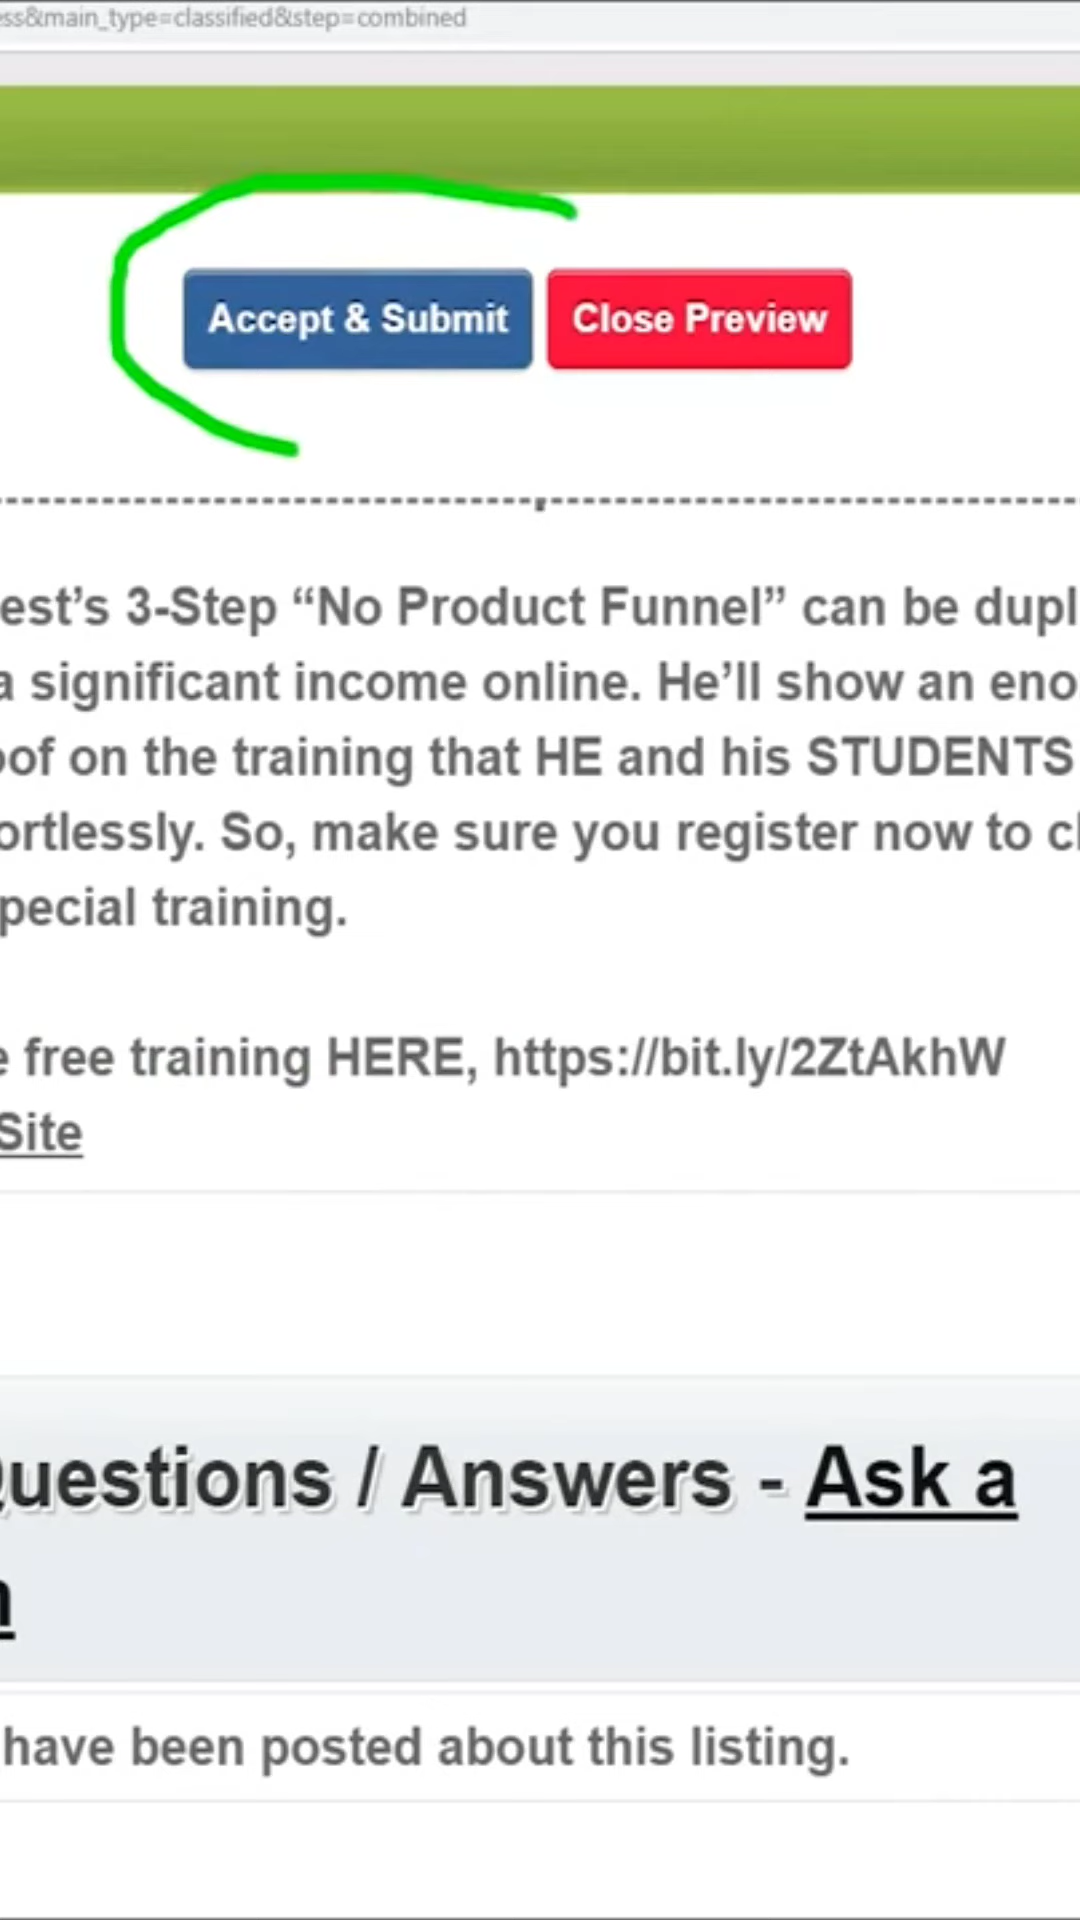 ss&main_type=classified&step=combined
Accept & Submit Close Preview
est’s 3-Step “No Product Funnel” can be dupl
a significant income online. He’ll show an eno
oof on the training that HE and his STUDENTS
ortlessly. So, make sure you register now to cl
pecial training.
e free training HERE, https://bit.ly/2ZtAkhW
Site
Questions / Answers - Ask a
n
have been posted about this listing.